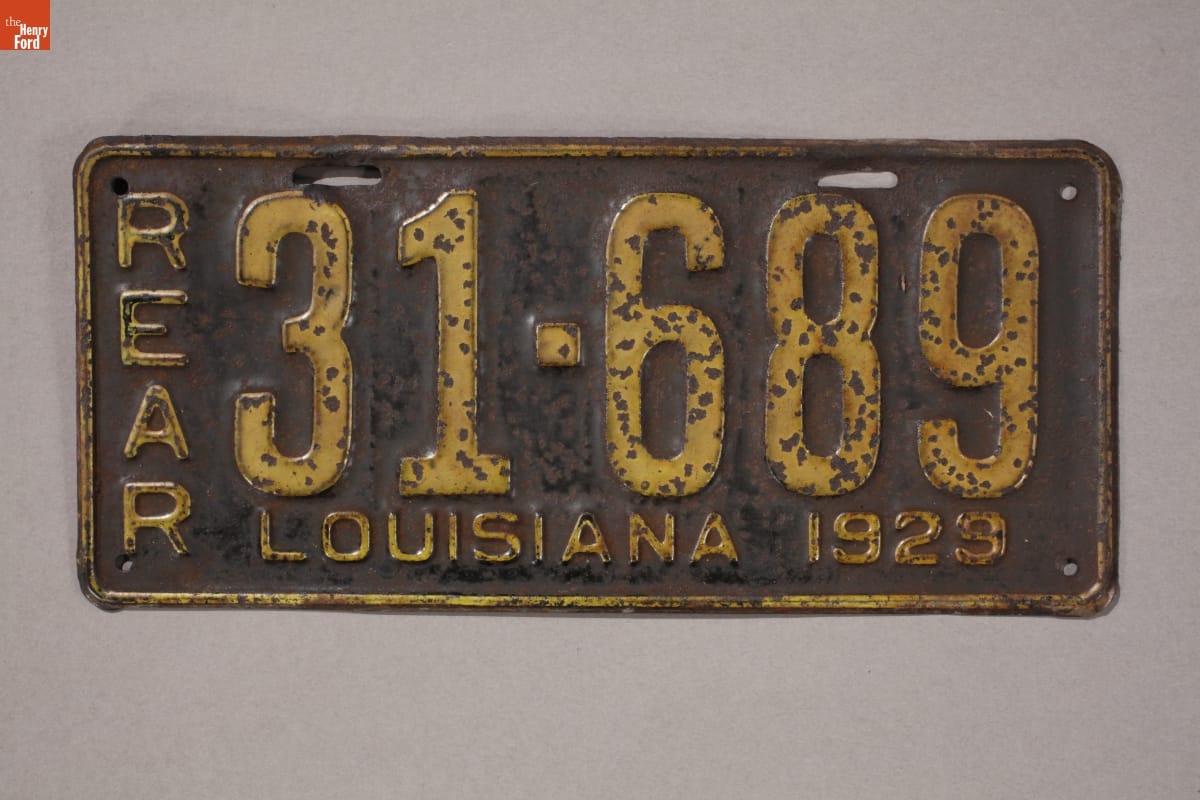 the
Henry
Ford
REAR
31·689
LOUISIANA 1929